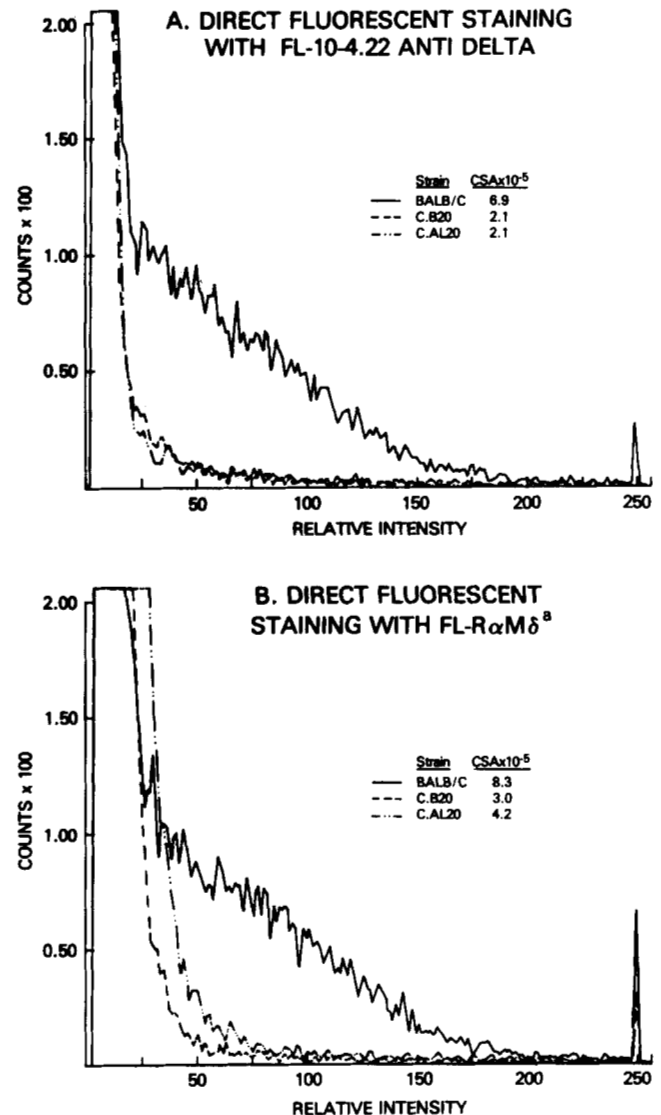 A. DIRECT FLUORESCENT STAINING
WITH FL-10-4.22 ANTI DELTA
2.00
1.50
1.00
0.50
COUNTS x 100
Strain CSAx10-5
BALB/C 6.9
C.B20 2.1
C.AL20 2.1
50 100 150 200 250
RELATIVE INTENSITY
B. DIRECT FLUORESCENT
STAINING WITH FL-RαMδa
2.00
1.50
1.00
0.50
COUNTS x 100
Strain CSAx10-5
BALB/C 8.3
C.B20 3.0
C.AL20 4.2
50 100 150 200 250
RELATIVE INTENSITY